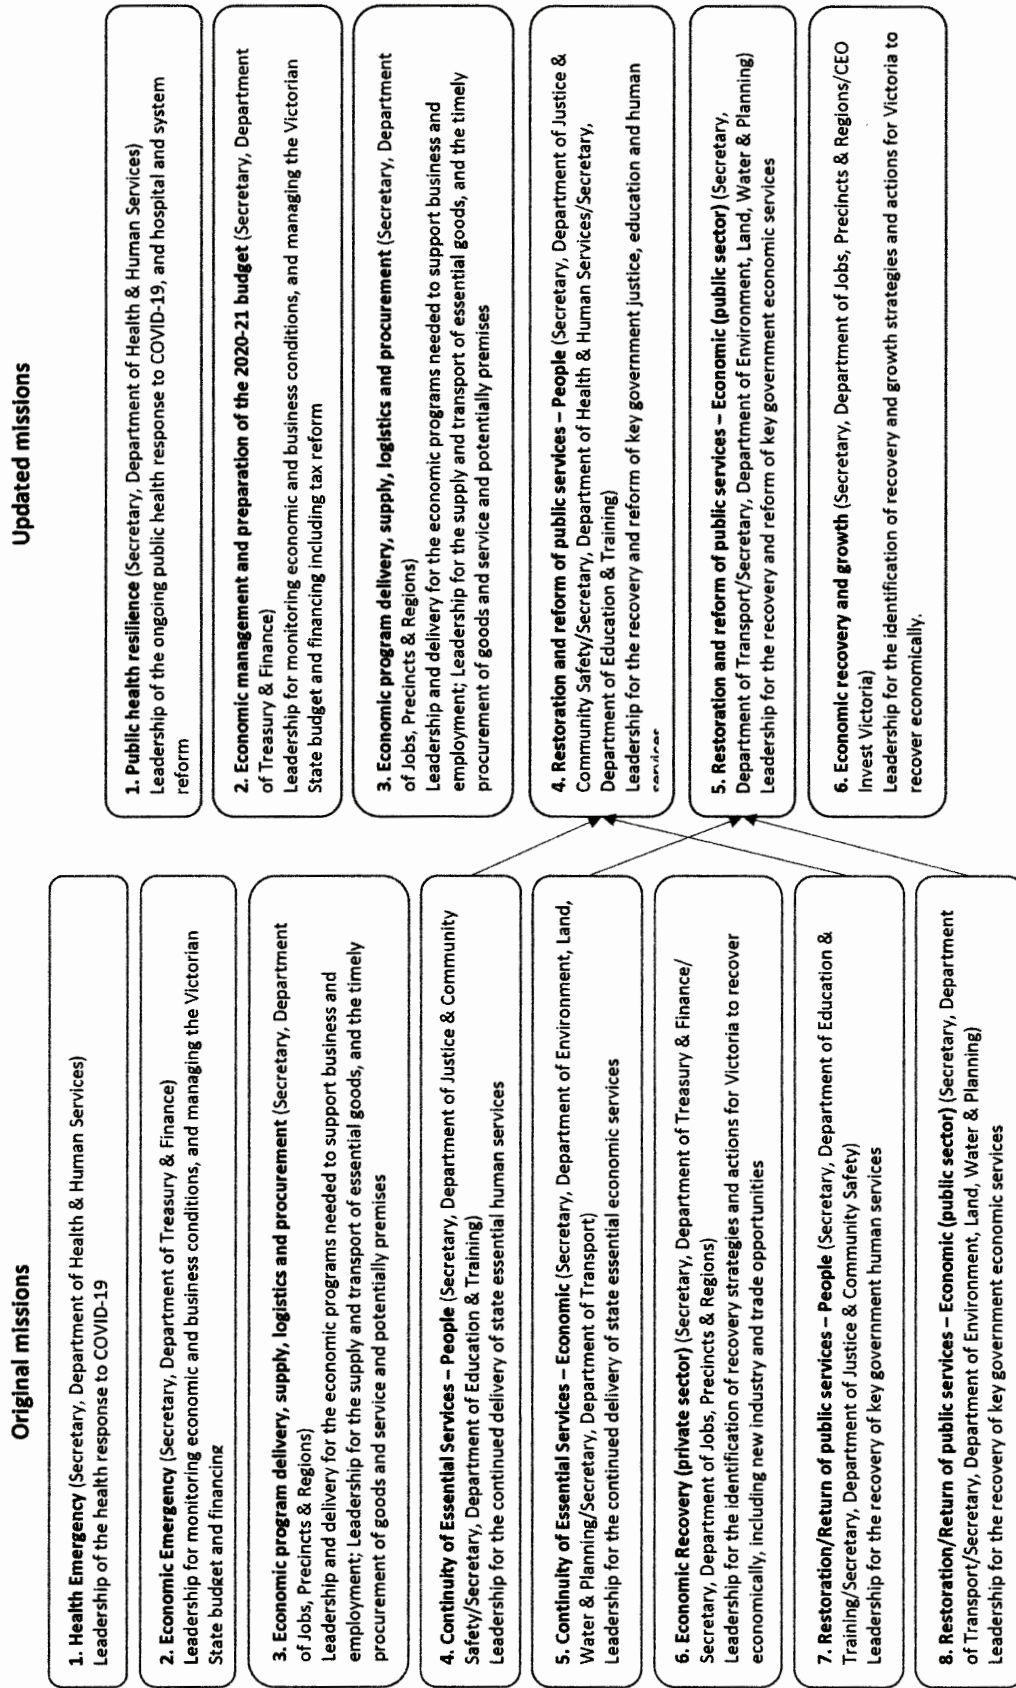 Original missions
1. Health Emergency (Secretary, Department of Health & Human Services)
Leadership of the health response to COVID-19
2. Economic Emergency (Secretary, Department of Treasury & Finance)
Leadership for monitoring economic and business conditions, and managing the Victorian
State budget and financing
3. Economic program delivery, supply, logistics and procurement (Secretary, Department
of Jobs, Precincts & Regions)
Leadership and delivery for the economic programs needed to support business and
employment; Leadership for the supply and transport of essential goods, and the timely
procurement of goods and service and potentially premises
4. Continuity of Essential Services – People (Secretary, Department of Justice & Community
Safety/Secretary, Department of Education & Training)
Leadership for the continued delivery of state essential human services
5. Continuity of Essential Services – Economic (Secretary, Department of Environment, Land,
Water & Planning/Secretary, Department of Transport)
Leadership for the continued delivery of state essential economic services
6. Economic Recovery (private sector) (Secretary, Department of Treasury & Finance/
Secretary, Department of Jobs, Precincts & Regions)
Leadership for the identification of recovery strategies and actions for Victoria to recover
economically, including new industry and trade opportunities
7. Restoration/Return of public services – People (Secretary, Department of Education &
Training/Secretary, Department of Justice & Community Safety)
Leadership for the recovery of key government human services
8. Restoration/Return of public services – Economic (public sector) (Secretary, Department
of Transport/Secretary, Department of Environment, Land, Water & Planning)
Leadership for the recovery of key government economic services
Updated missions
1. Public health resilience (Secretary, Department of Health & Human Services)
Leadership of the ongoing public health response to COVID-19, and hospital and system
reform
2. Economic management and preparation of the 2020-21 budget (Secretary, Department
of Treasury & Finance)
Leadership for monitoring economic and business conditions, and managing the Victorian
State budget and financing including tax reform
3. Economic program delivery, supply, logistics and procurement (Secretary, Department
of Jobs, Precincts & Regions)
Leadership and delivery for the economic programs needed to support business and
employment; Leadership for the supply and transport of essential goods, and the timely
procurement of goods and service and potentially premises
4. Restoration and reform of public services – People (Secretary, Department of Justice &
Community Safety/Secretary, Department of Health & Human Services/Secretary,
Department of Education & Training)
Leadership for the recovery and reform of key government justice, education and human
services
5. Restoration and reform of public services – Economic (public sector) (Secretary,
Department of Transport/Secretary, Department of Environment, Land, Water & Planning)
Leadership for the recovery and reform of key government economic services
6. Economic recovery and growth (Secretary, Department of Jobs, Precincts & Regions/CEO
Invest Victoria)
Leadership for the identification of recovery and growth strategies and actions for Victoria to
recover economically.